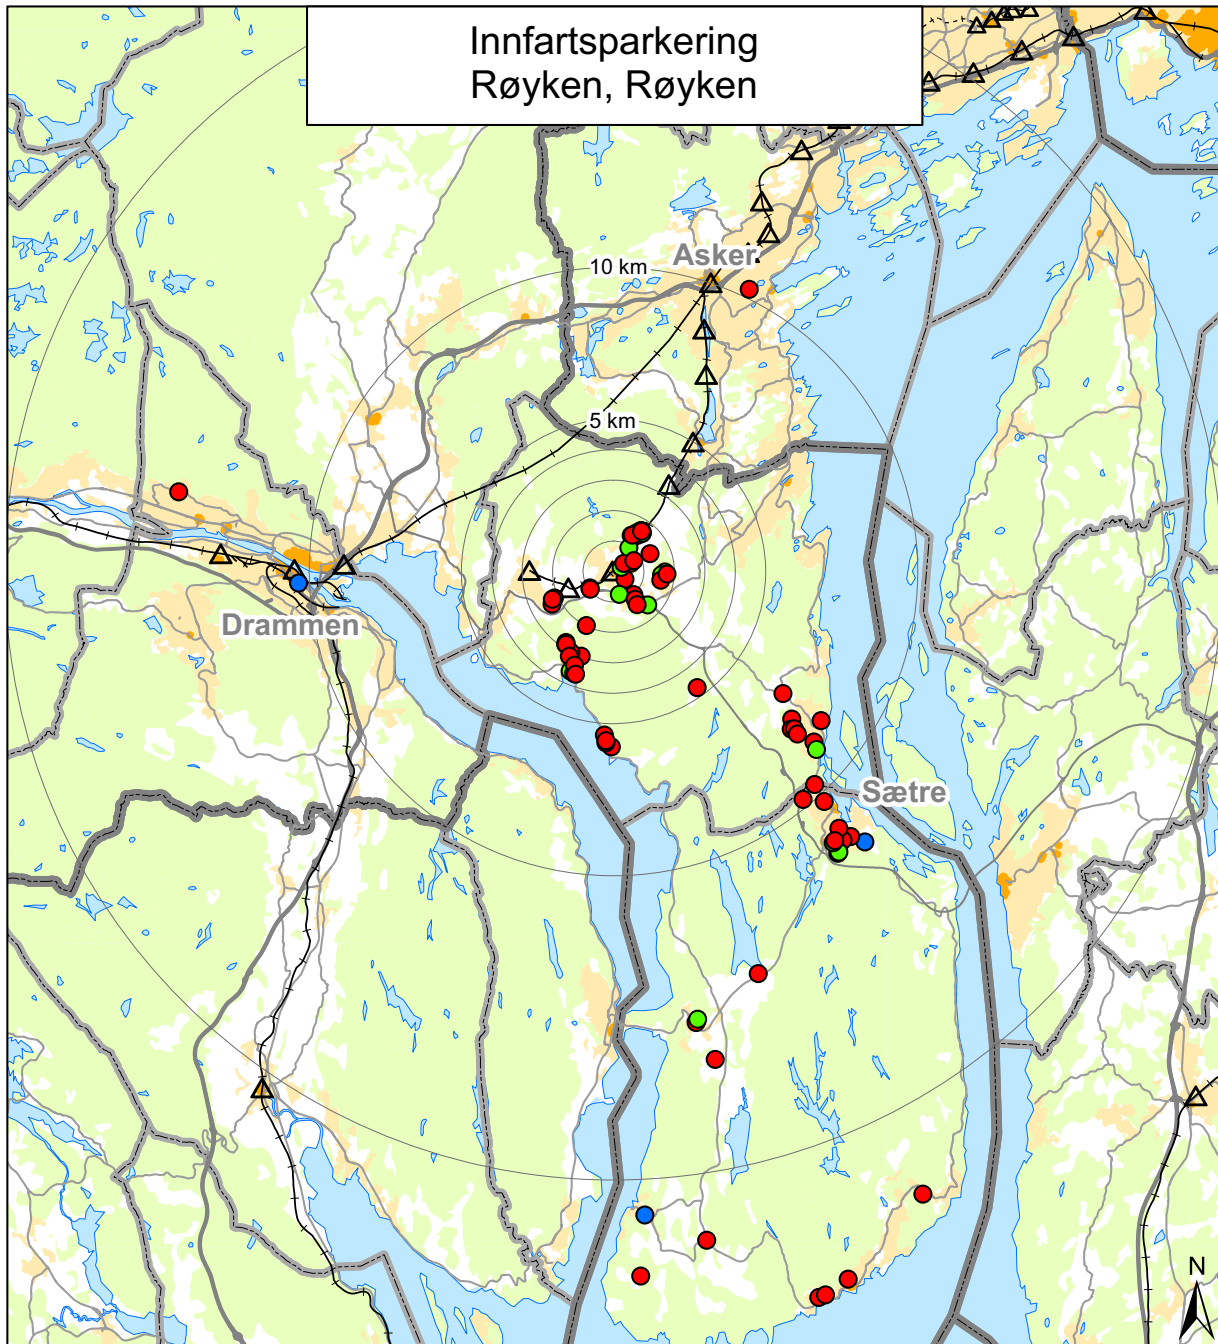 Innfartsparkering
Røyken, Røyken
Asker
10 km
5 km
Drammen
Sætre
N